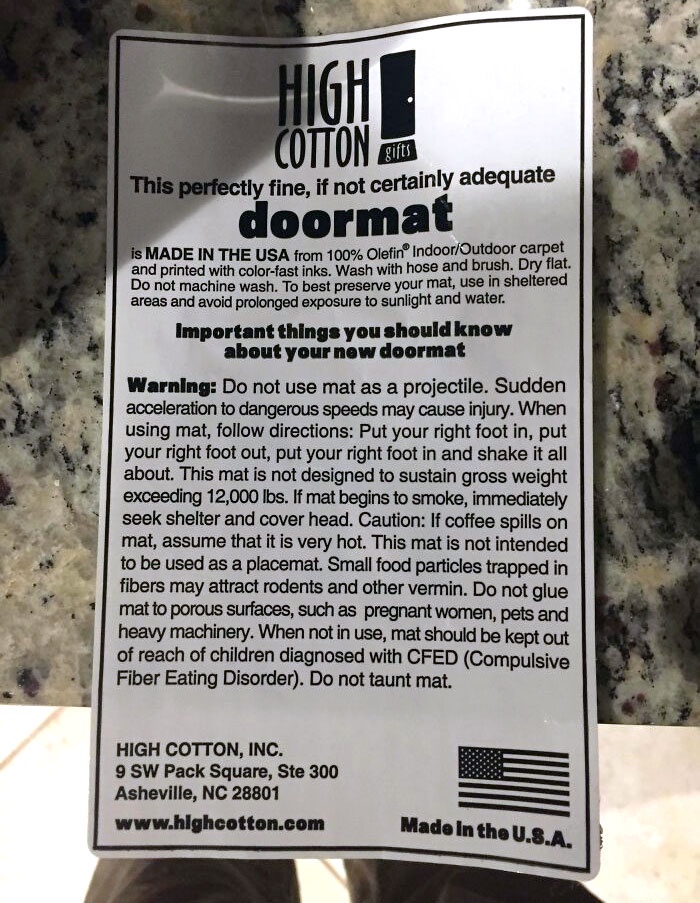 HIGH
COTTON
gifts
This perfectly fine, if not certainly adequate
doormat
is MADE IN THE USA from 100% Olefin® Indoor/Outdoor carpet
and printed with color-fast inks. Wash with hose and brush. Dry flat.
Do not machine wash. To best preserve your mat, use in sheltered
areas and avoid prolonged exposure to sunlight and water.
Important things you should know
about your new doormat
Warning: Do not use mat as a projectile. Sudden
acceleration to dangerous speeds may cause injury. When
using mat, follow directions: Put your right foot in, put
your right foot out, put your right foot in and shake it all
about. This mat is not designed to sustain gross weight
exceeding 12,000 lbs. If mat begins to smoke, immediately
seek shelter and cover head. Caution: If coffee spills on
mat, assume that it is very hot. This mat is not intended
to be used as a placemat. Small food particles trapped in
fibers may attract rodents and other vermin. Do not glue
mat to porous surfaces, such as pregnant women, pets and
heavy machinery. When not in use, mat should be kept out
of reach of children diagnosed with CFED (Compulsive
Fiber Eating Disorder). Do not taunt mat.
HIGH COTTON, INC.
9 SW Pack Square, Ste 300
Asheville, NC 28801
www.highcotton.com
Made in the U.S.A.